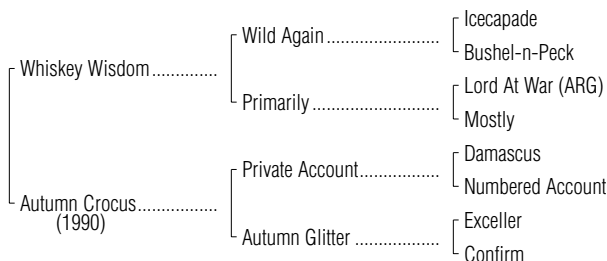 Icecapade
Wild Again
Bushel-n-Peck
Whiskey Wisdom
Lord At War (ARG)
Primarily
Mostly
Damascus
Private Account
Numbered Account
Autumn Crocus
(1990)
Exceller
Autumn Glitter
Confirm